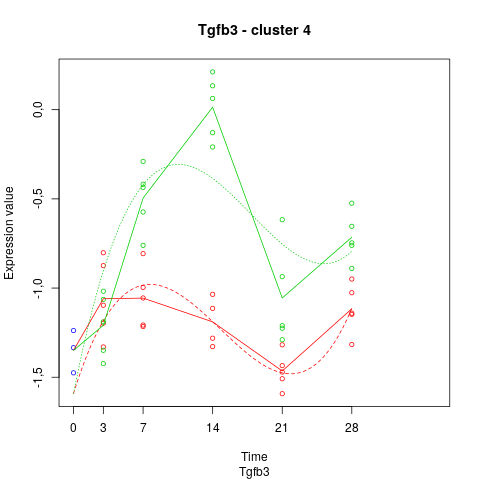 Tgfb3 - cluster 4
Expression value
0,0
-0,5
-1,0
-1,5
0 3 7 14 21 28
Time
Tgfb3